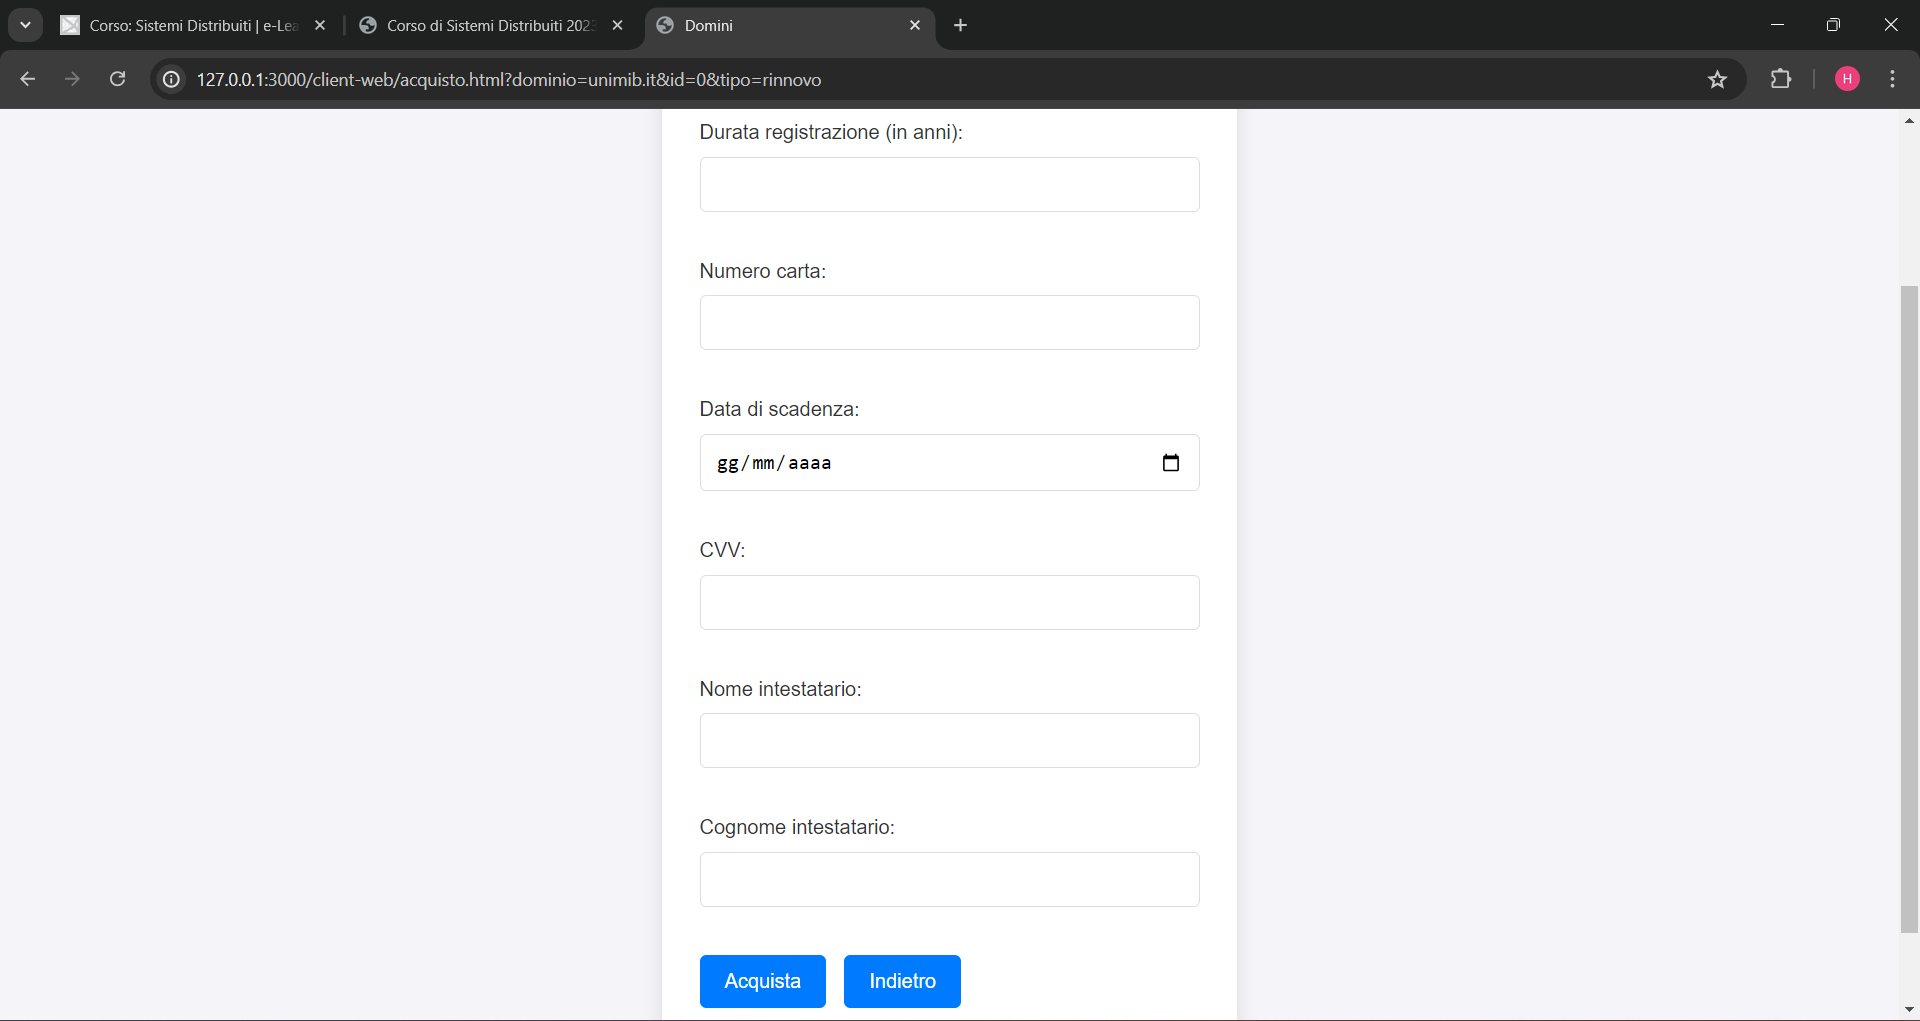 Corso: Sistemi Distribuiti | e-Lea
Corso di Sistemi Distribuiti 202
Domini
127.0.0.1:3000/client-web/acquisto.html?dominio=unimib.it&id=0&tipo=rinnovo
H
Durata registrazione (in anni):
Numero carta:
Data di scadenza:
gg/mm/aaaa
CVV:
Nome intestatario:
Cognome intestatario:
Acquista
Indietro